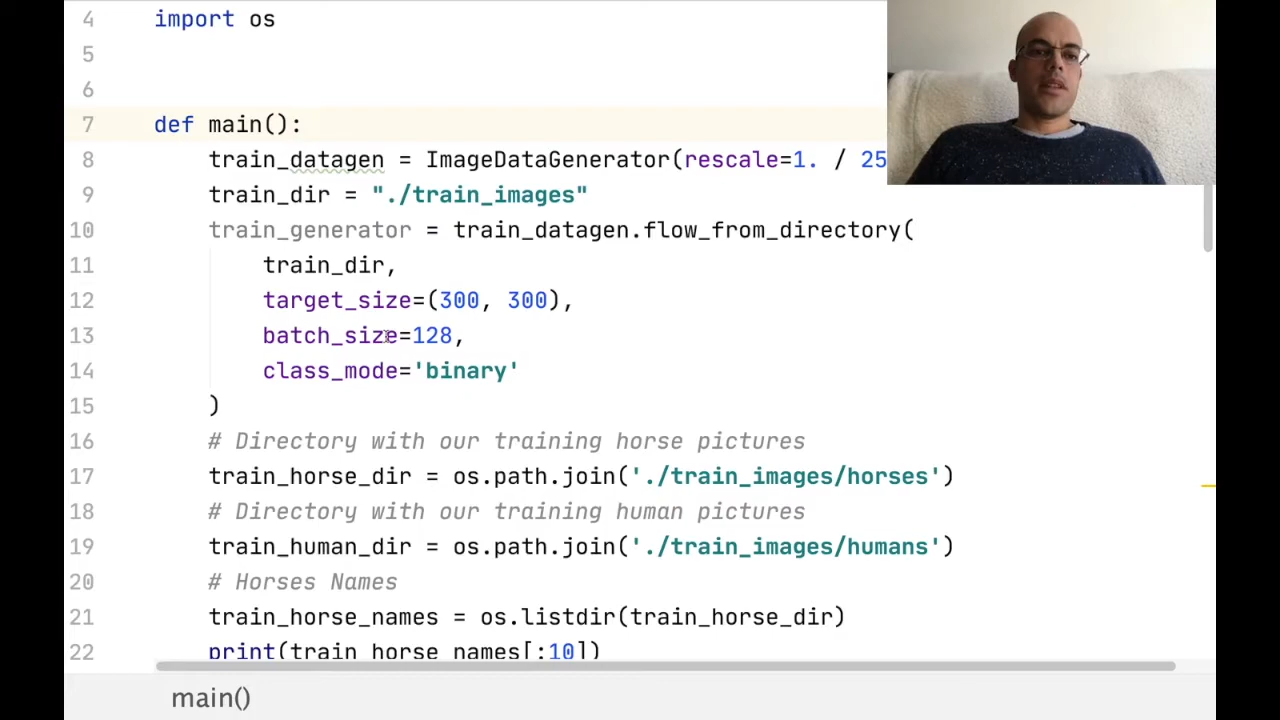 4 import os
5
6
7 def main():
8 train_datagen = ImageDataGenerator(rescale=1. / 25
9 train_dir = "./train_images"
10 train_generator = train_datagen.flow_from_directory(
11 train_dir,
12 target_size=(300, 300),
13 batch_size=128,
14 class_mode='binary'
15 )
16 # Directory with our training horse pictures
17 train_horse_dir = os.path.join('./train_images/horses')
18 # Directory with our training human pictures
19 train_human_dir = os.path.join('./train_images/humans')
20 # Horses Names
21 train_horse_names = os.listdir(train_horse_dir)
22 print(train_horse_names[:10])
main()